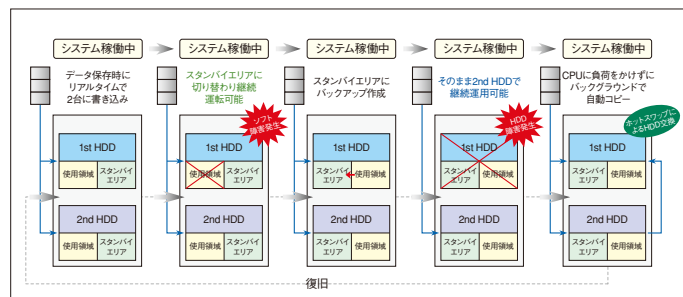 システム稼動中
システム稼動中
システム稼動中
システム稼動中
システム稼動中
データ保存時に
リアルタイムで
2台に書き込み
スタンバイエリアに
切り替わり継続
運転可能
スタンバイエリアに
バックアップ作成
そのまま2nd HDDで
継続運用可能
CPUに負荷をかけずに
バックグラウンドで
自動コピー
ソフト
障害発生
HDD
障害発生
ホットスワップに
よるHDD交換
1st HDD
使用領域
スタンバイ
エリア
2nd HDD
使用領域
スタンバイ
エリア
1st HDD
使用領域
スタンバイ
エリア
2nd HDD
使用領域
スタンバイ
エリア
1st HDD
スタンバイ
エリア
使用領域
2nd HDD
スタンバイ
エリア
使用領域
1st HDD
スタンバイ
エリア
使用領域
2nd HDD
スタンバイ
エリア
使用領域
1st HDD
使用領域
スタンバイ
エリア
2nd HDD
使用領域
スタンバイ
エリア
復旧